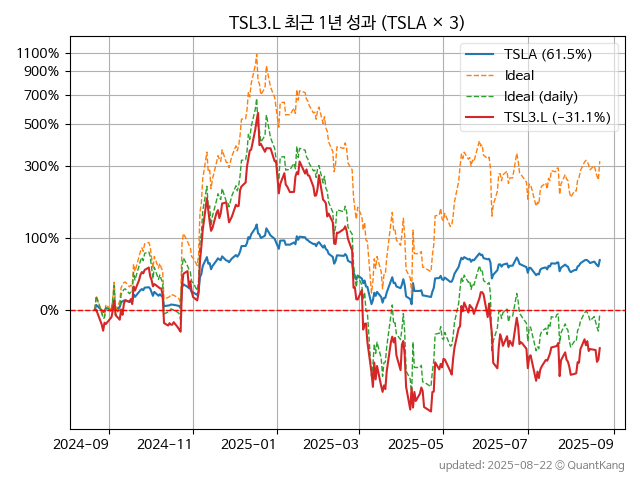 TSL3.L 최근 1년 성과 (TSLA × 3)
1100%
900%
700%
500%
300%
100%
0%
TSLA (61.5%)
Ideal
Ideal (daily)
TSL3.L (−31.1%)
2024-09 2024-11 2025-01 2025-03 2025-05 2025-07 2025-09
updated: 2025-08-22 © QuantKang